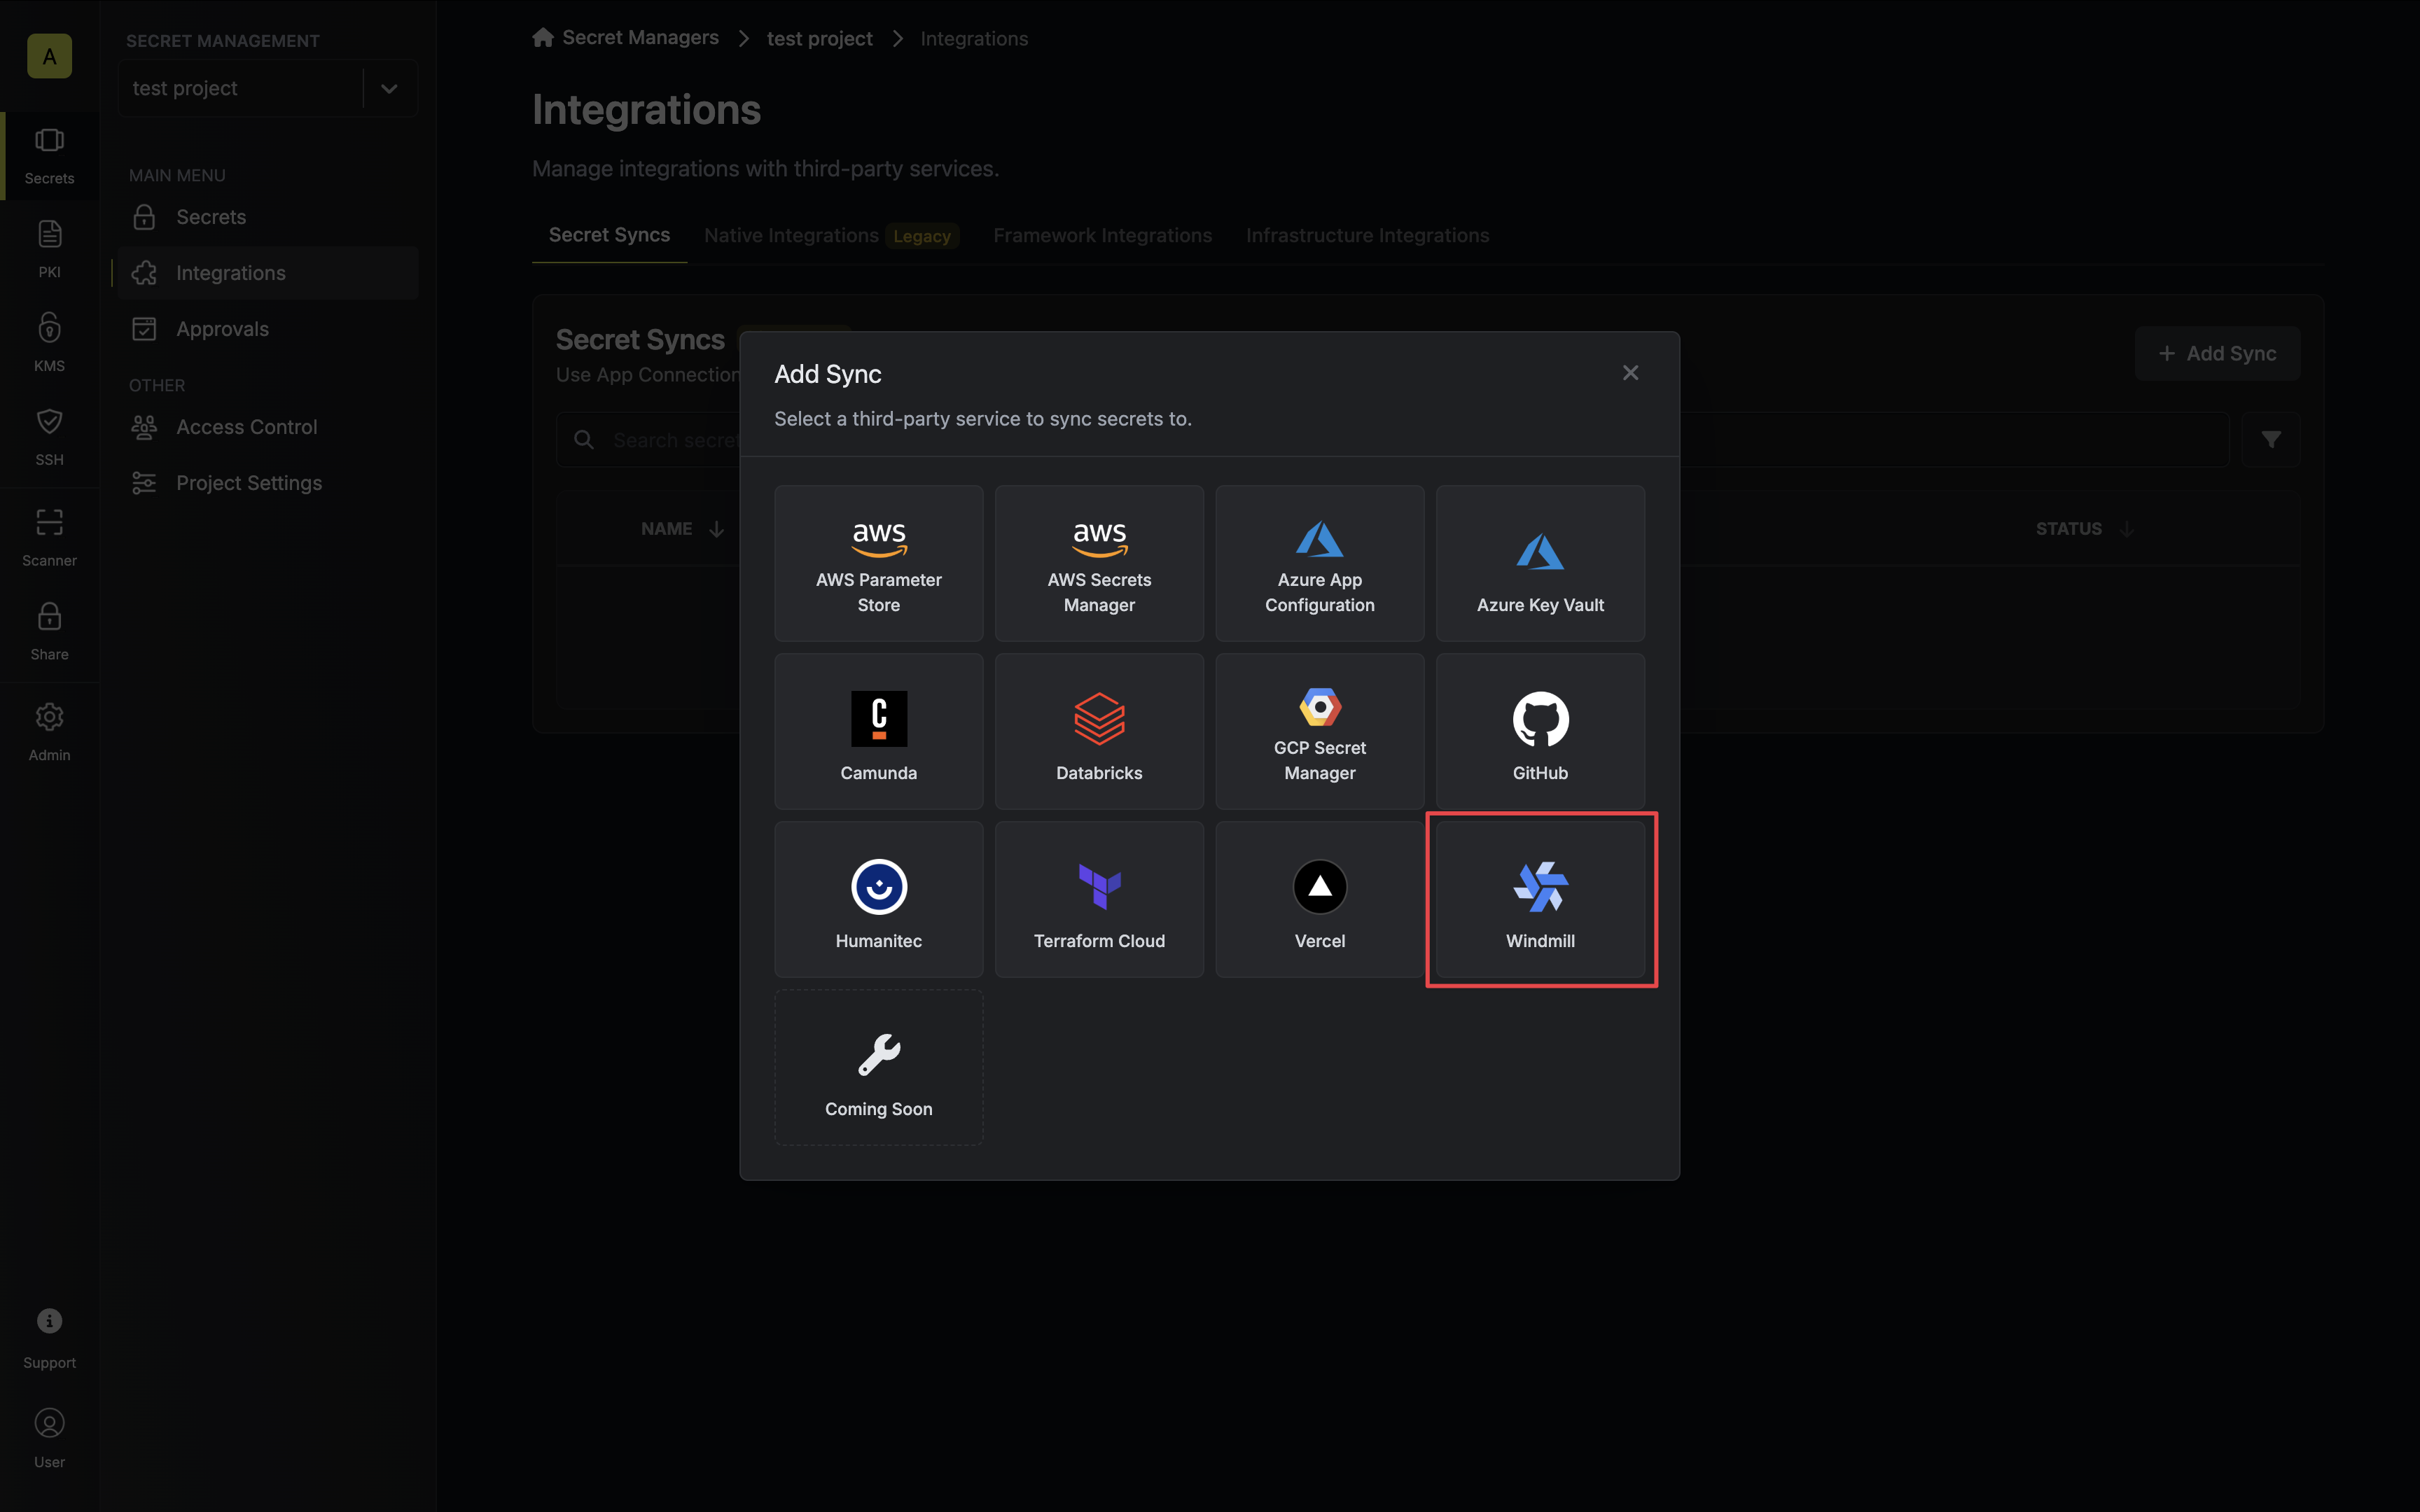 A
Secrets
PKI
KMS
SSH
Scanner
Share
Admin
Support
User
SECRET MANAGEMENT
test project
MAIN MENU
Secrets
Integrations
Approvals
OTHER
Access Control
Project Settings
Secret Managers
test project
Integrations
Integrations
Manage integrations with third-party services.
Secret Syncs
Native Integrations Legacy
Framework Integrations
Infrastructure Integrations
Secret Syncs
Use App Connection
+ Add Sync
Search secret
NAME
STATUS
Add Sync
Select a third-party service to sync secrets to.
aws
AWS Parameter
Store
aws
AWS Secrets
Manager
Azure App
Configuration
Azure Key Vault
C
Camunda
Databricks
GCP Secret
Manager
GitHub
Humanitec
Terraform Cloud
Vercel
Windmill
Coming Soon